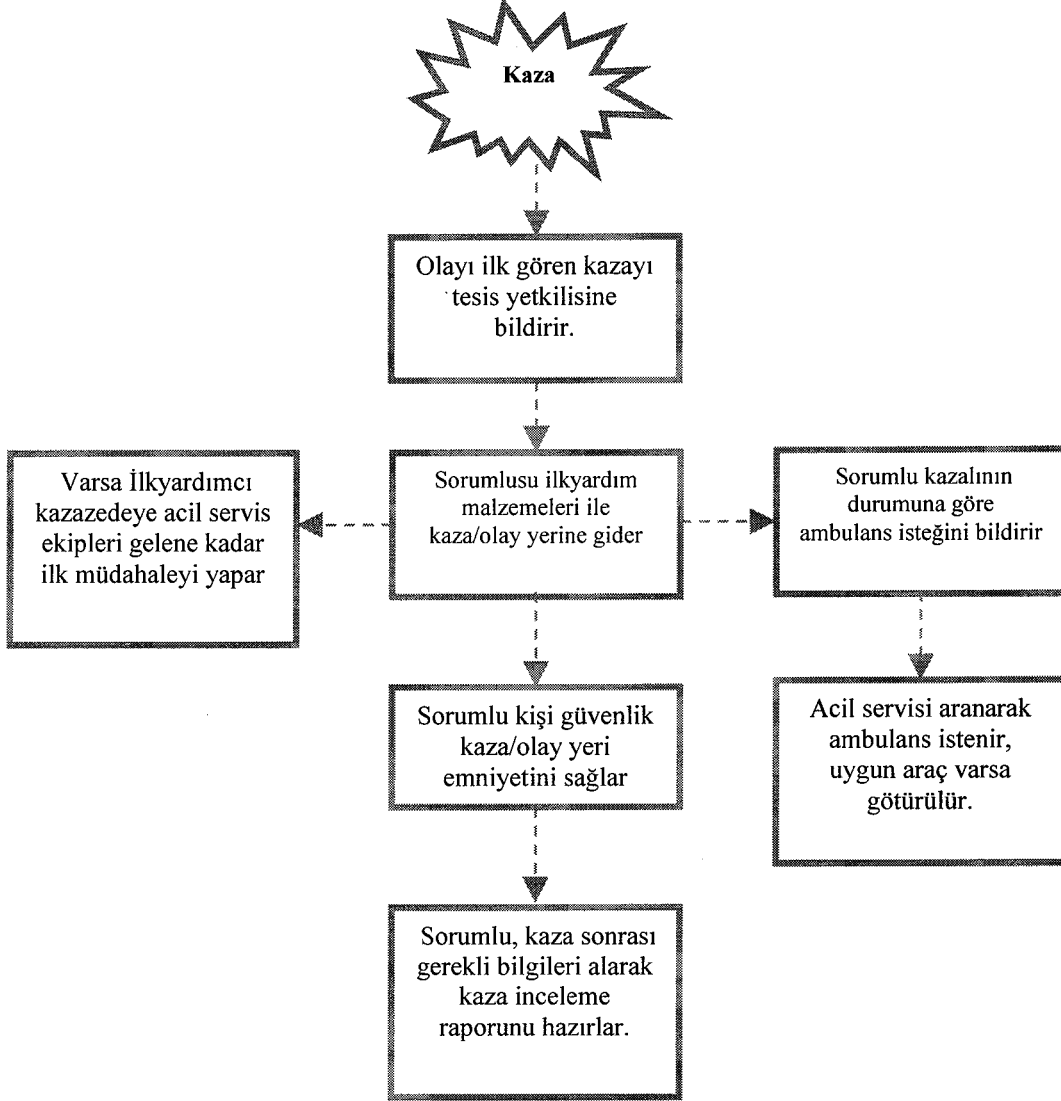 Kaza
Olayı ilk gören kazayı
tesis yetkilisine
bildirir.
Varsa İlkyardımcı
kazazedeye acil servis
ekipleri gelene kadar
ilk müdahaleyi yapar
Sorumlusu ilkyardım
malzemeleri ile
kaza/olay yerine gider
Sorumlu kazalının
durumuna göre
ambulans isteğini bildirir
Sorumlu kişi güvenlik
kaza/olay yeri
emniyetini sağlar
Acil servisi aranarak
ambulans istenir,
uygun araç varsa
götürülür.
Sorumlu, kaza sonrası
gerekli bilgileri alarak
kaza inceleme
raporunu hazırlar.